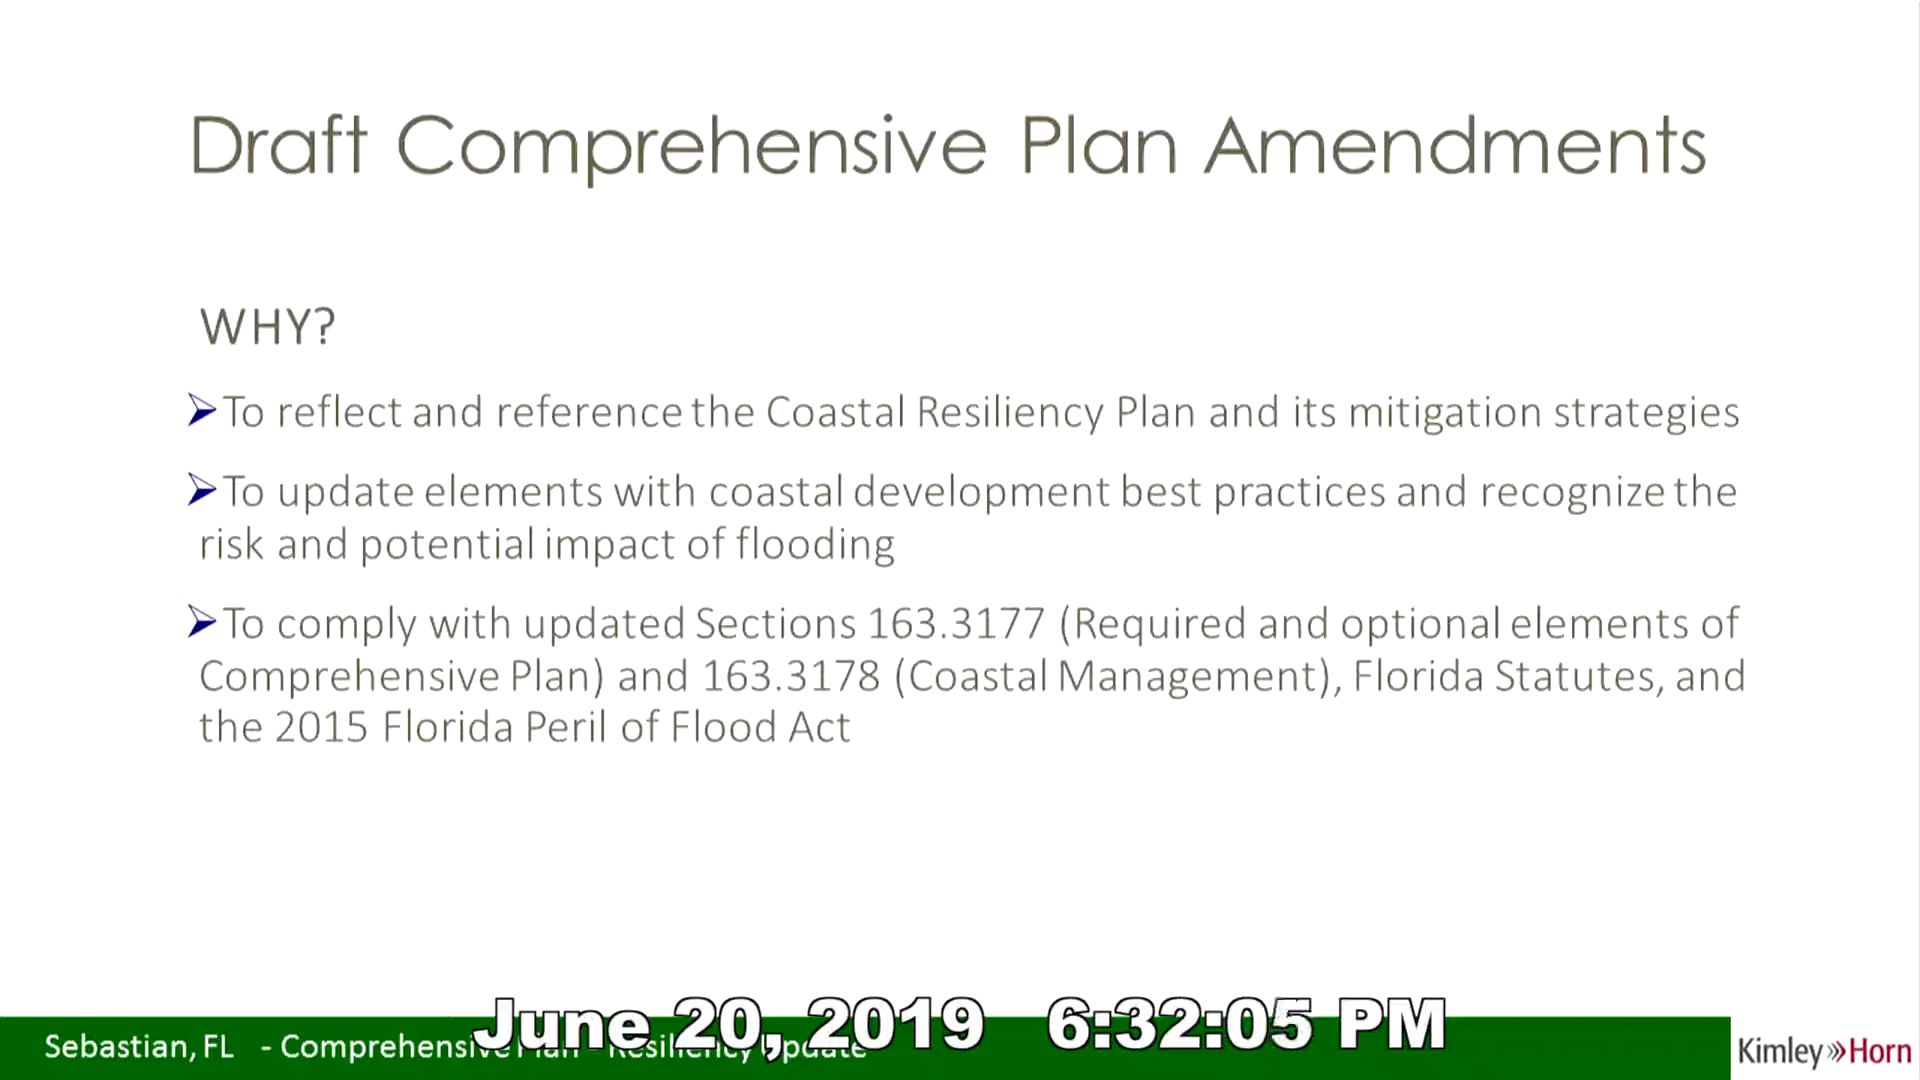 Draft Comprehensive Plan Amendments
WHY?
To reflect and reference the Coastal Resiliency Plan and its mitigation strategies
To update elements with coastal development best practices and recognize the
risk and potential impact of flooding
To comply with updated Sections 163.3177 (Required and optional elements of
Comprehensive Plan) and 163.3178 (Coastal Management), Florida Statutes, and
the 2015 Florida Peril of Flood Act
June 20, 2019 6:32:05 PM
Sebastian, FL - Comprehensive Plan - Resiliency Update
Kimley»Horn